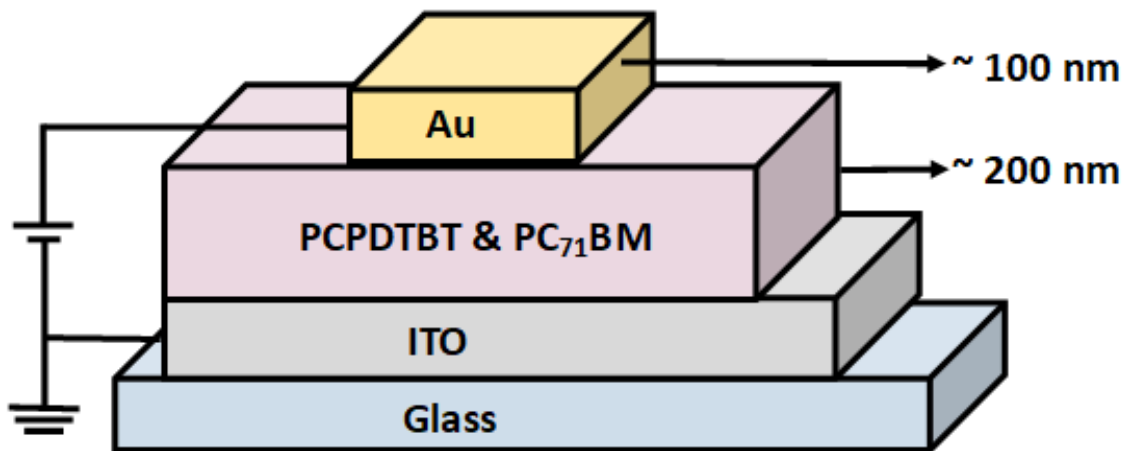 ~ 100 nm
Au
~ 200 nm
PCPDTBT & PC₇₁BM
ITO
Glass